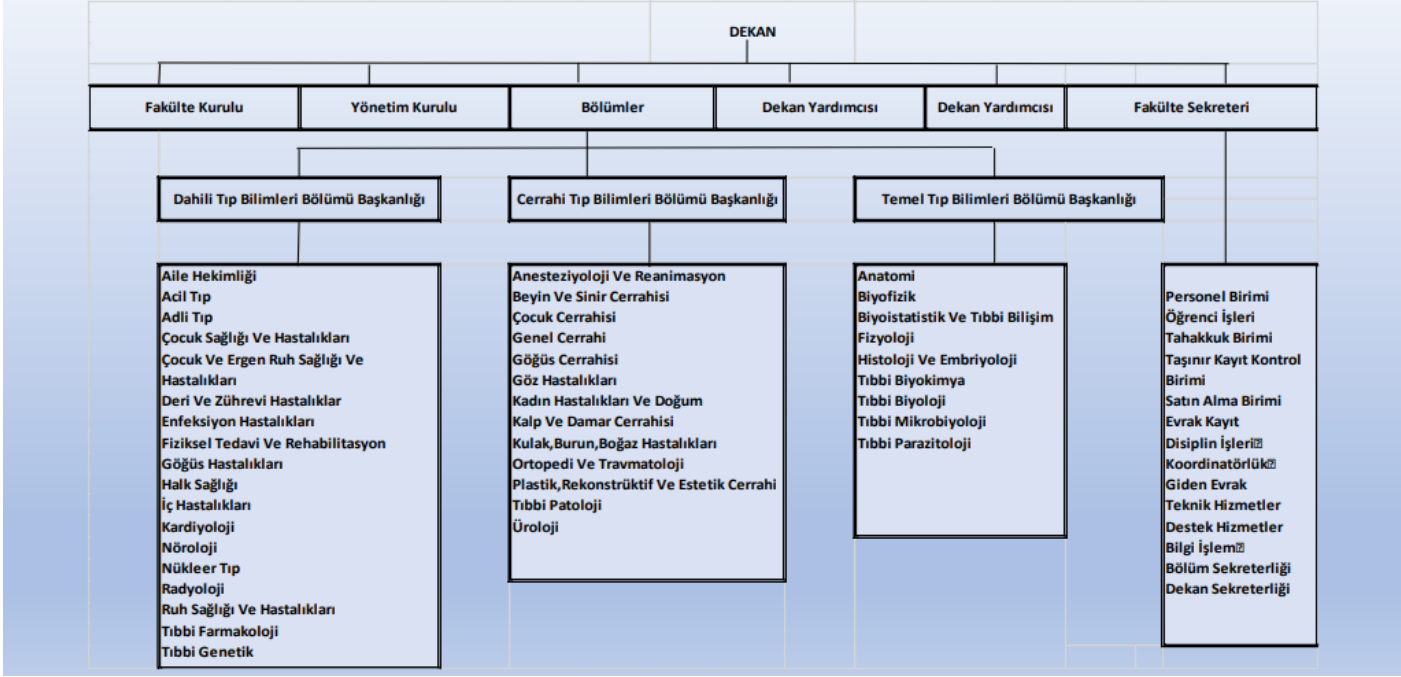 DEKAN
Fakülte Kurulu
Yönetim Kurulu
Bölümler
Dekan Yardımcısı
Dekan Yardımcısı
Fakülte Sekreteri
Dahili Tıp Bilimleri Bölümü Başkanlığı
Cerrahi Tıp Bilimleri Bölümü Başkanlığı
Temel Tıp Bilimleri Bölümü Başkanlığı
Aile Hekimliği
Acil Tıp
Adli Tıp
Çocuk Sağlığı Ve Hastalıkları
Çocuk Ve Ergen Ruh Sağlığı Ve
Hastalıkları
Deri Ve Zührevi Hastalıklar
Enfeksiyon Hastalıkları
Fiziksel Tedavi Ve Rehabilitasyon
Göğüs Hastalıkları
Halk Sağlığı
İç Hastalıkları
Kardiyoloji
Nöroloji
Nükleer Tıp
Radyoloji
Ruh Sağlığı Ve Hastalıkları
Tıbbi Farmakoloji
Tıbbi Genetik
Anesteziyoloji Ve Reanimasyon
Beyin Ve Sinir Cerrahisi
Çocuk Cerrahisi
Genel Cerrahi
Göğüs Cerrahisi
Göz Hastalıkları
Kadın Hastalıkları Ve Doğum
Kalp Ve Damar Cerrahisi
Kulak,Burun,Boğaz Hastalıkları
Ortopedi Ve Travmatoloji
Plastik,Rekonstrüktif Ve Estetik Cerrahi
Tıbbi Patoloji
Üroloji
Anatomi
Biyofizik
Biyoistatistik Ve Tıbbi Bilişim
Fizyoloji
Histoloji Ve Embriyoloji
Tıbbi Biyokimya
Tıbbi Biyoloji
Tıbbi Mikrobiyoloji
Tıbbi Parazitoloji
Personel Birimi
Öğrenci İşleri
Tahakkuk Birimi
Taşınır Kayıt Kontrol
Birimi
Satın Alma Birimi
Evrak Kayıt
Disiplin İşleri
Koordinatörlük
Giden Evrak
Teknik Hizmetler
Destek Hizmetler
Bilgi İşlem
Bölüm Sekreterliği
Dekan Sekreterliği